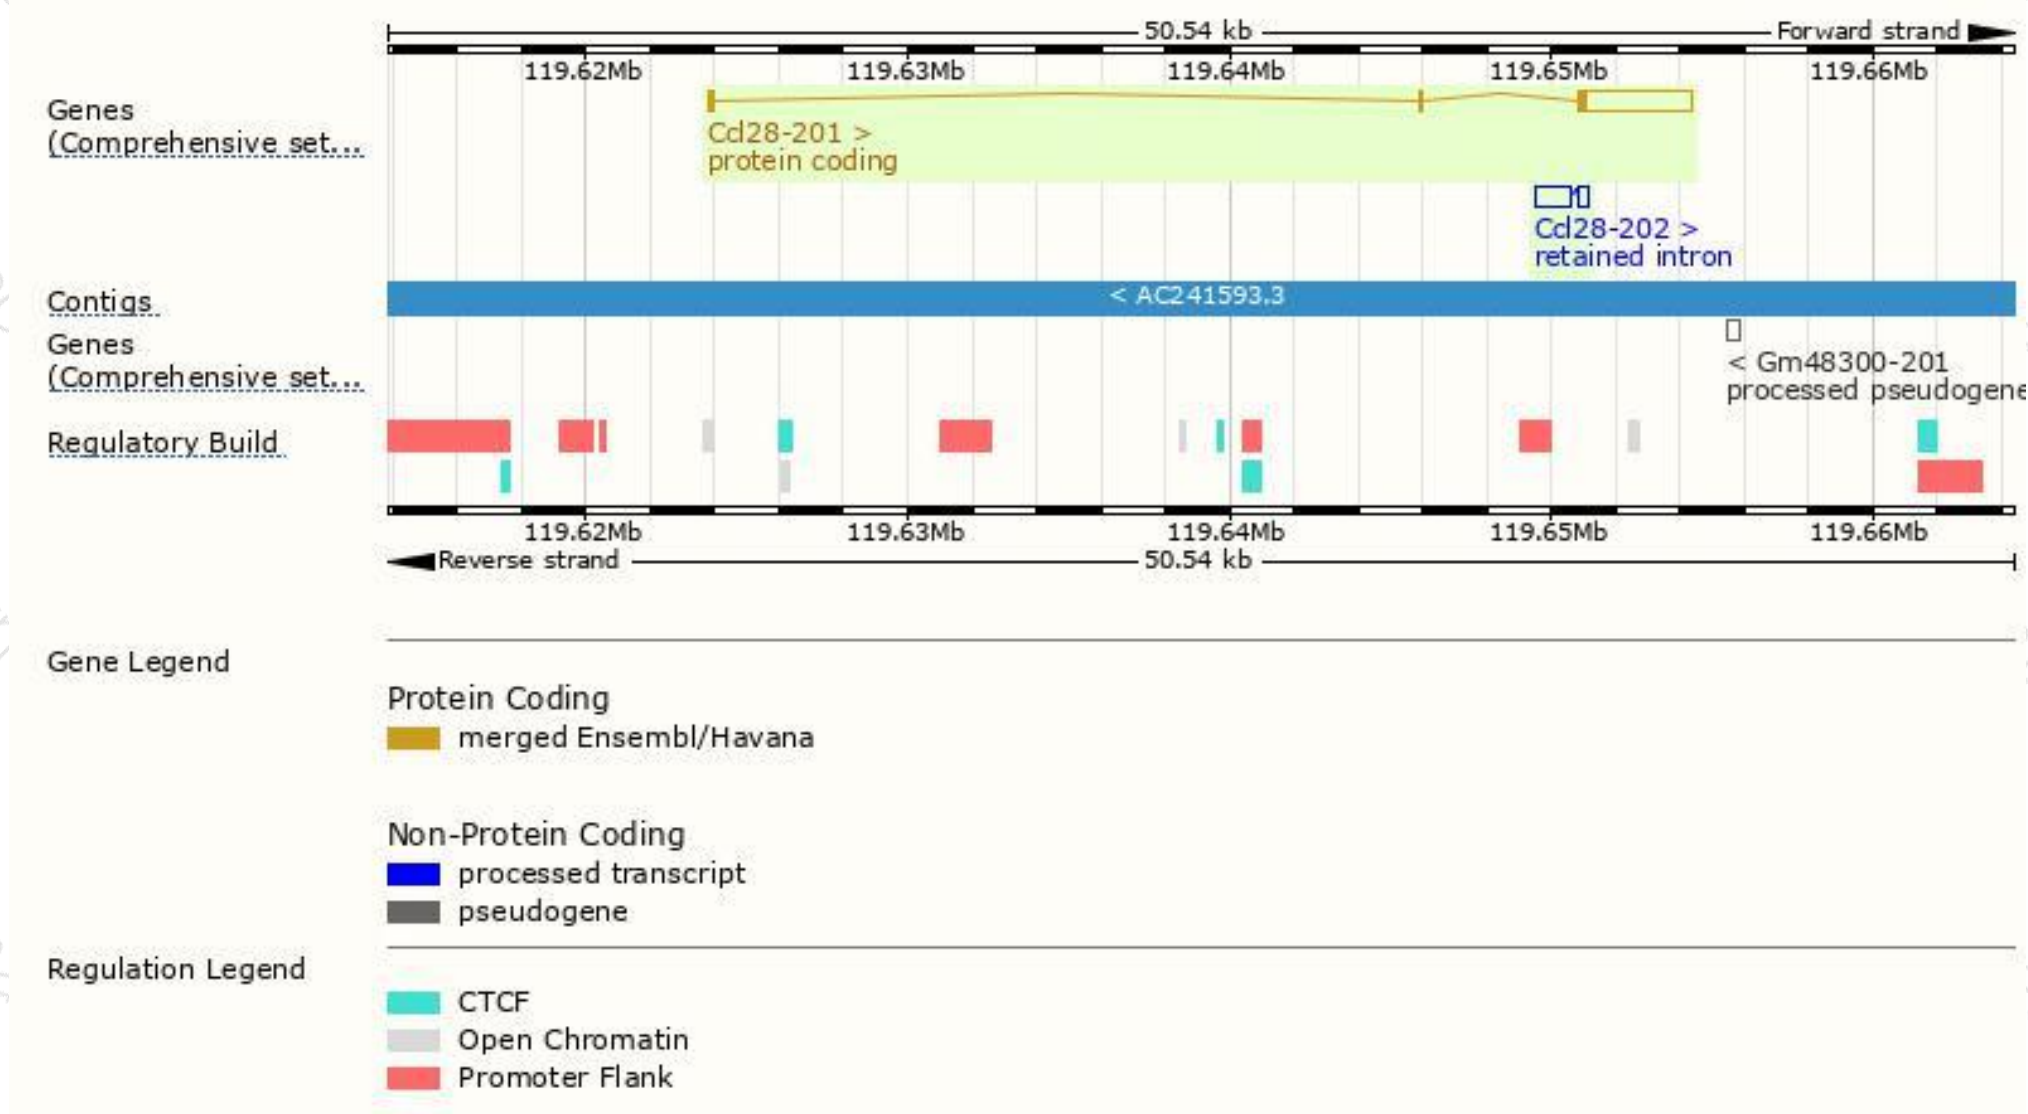 50.54 kb
Forward strand
119.62Mb 119.63Mb 119.64Mb 119.65Mb 119.66Mb
Genes
(Comprehensive set...
Ccl28-201 >
protein coding
Ccl28-202 >
retained intron
Contigs
< AC241593.3
Genes
(Comprehensive set...
< Gm48300-201
processed pseudogene
Regulatory Build
119.62Mb 119.63Mb 119.64Mb 119.65Mb 119.66Mb
Reverse strand
50.54 kb
Gene Legend
Protein Coding
merged Ensembl/Havana
Non-Protein Coding
processed transcript
pseudogene
Regulation Legend
CTCF
Open Chromatin
Promoter Flank